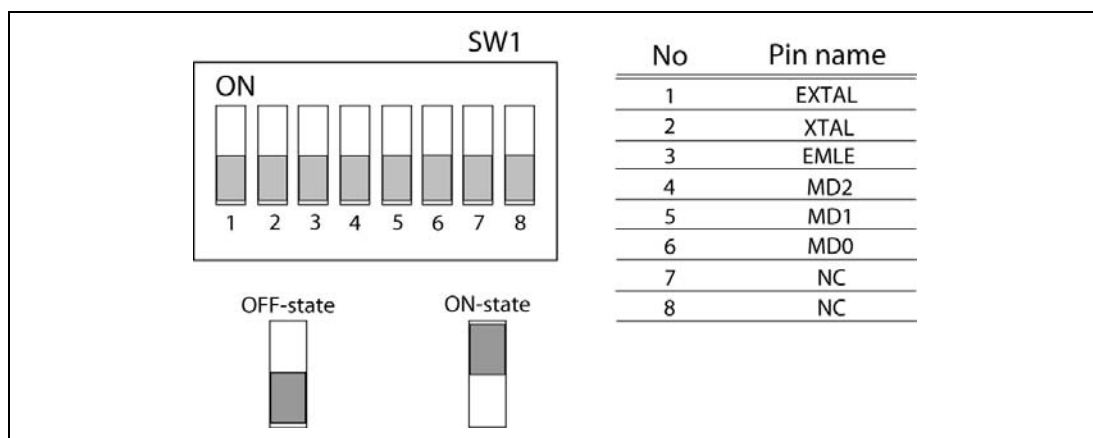 SW1
ON
1 2 3 4 5 6 7 8
OFF-state ON-state
No Pin name
1 EXTAL
2 XTAL
3 EMLE
4 MD2
5 MD1
6 MD0
7 NC
8 NC